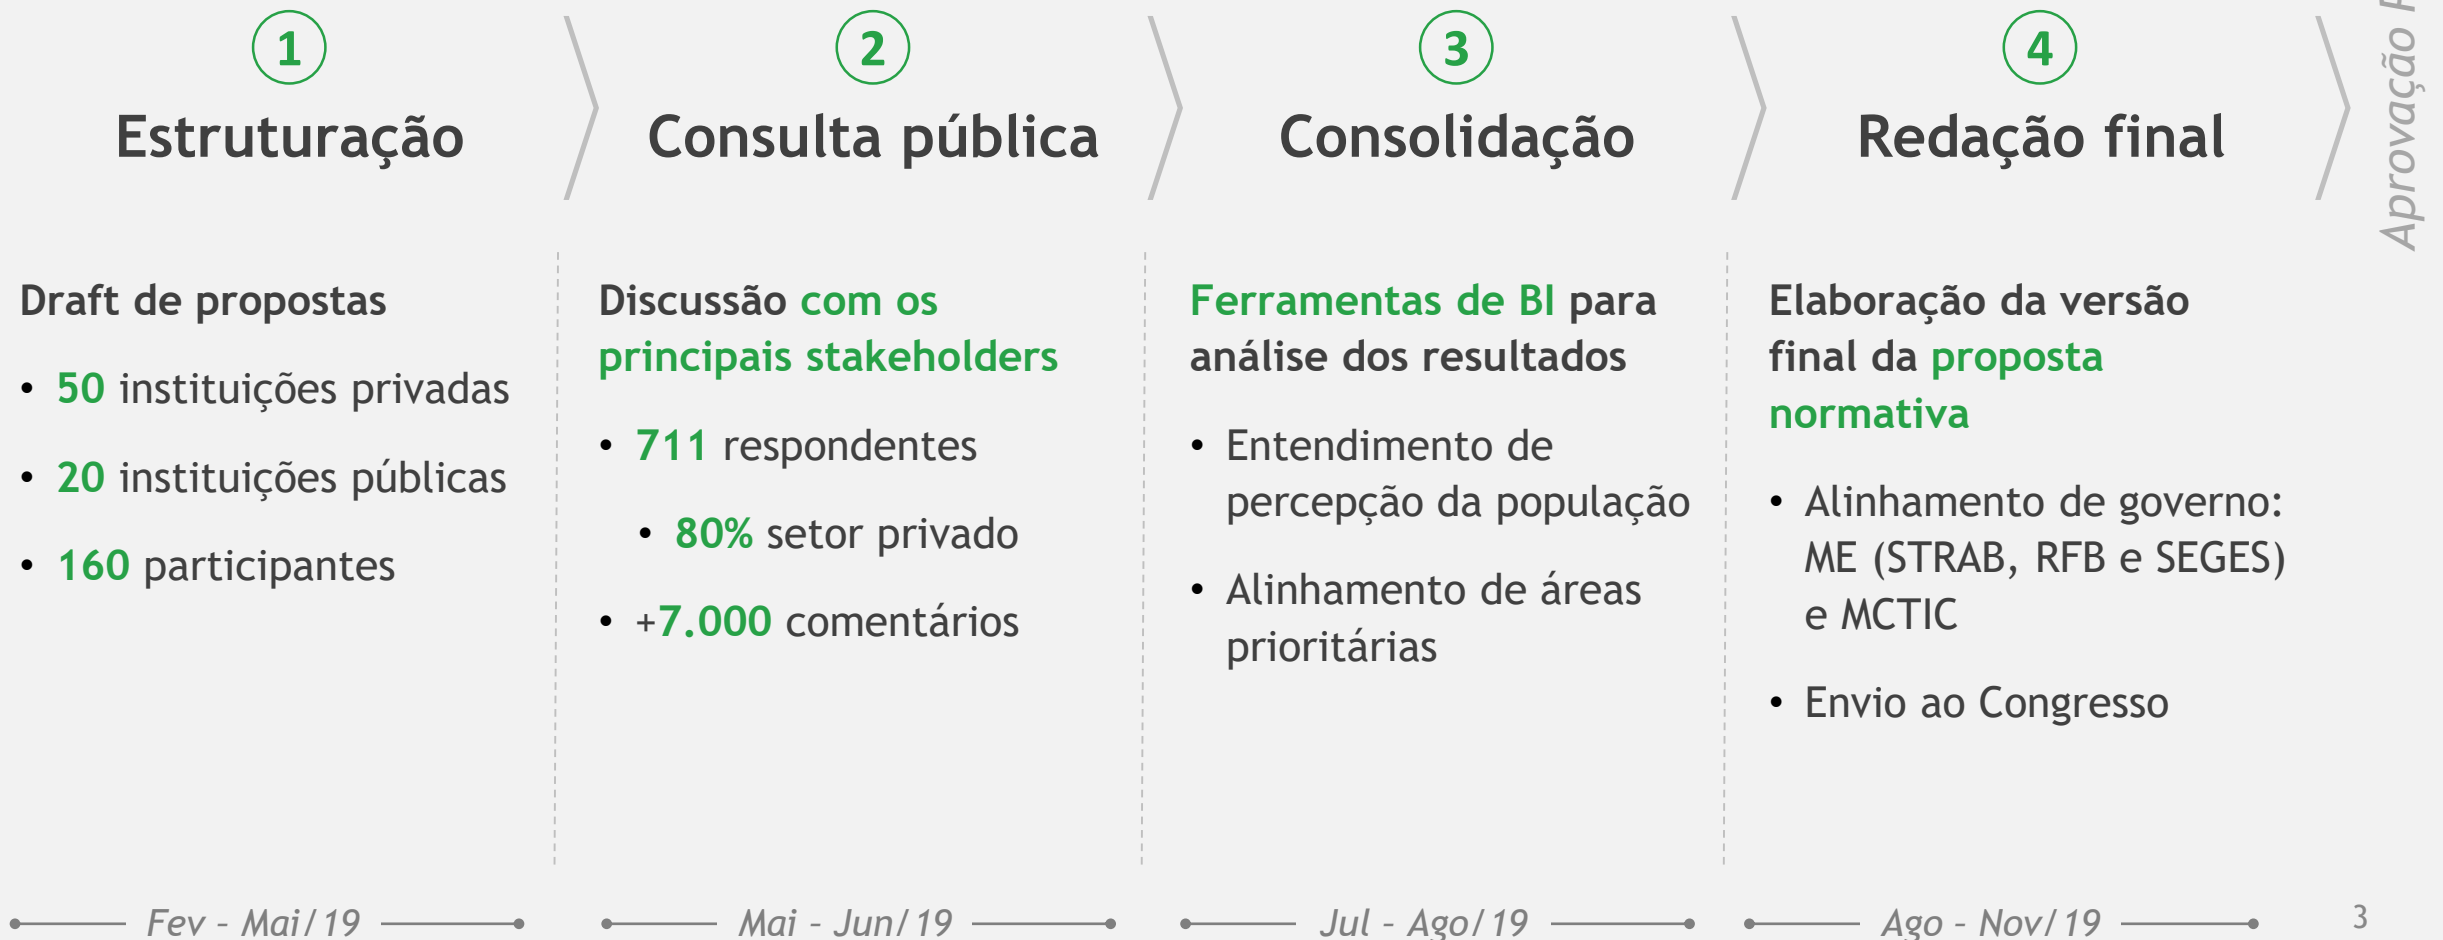 1
Estruturação
2
Consulta pública
3
Consolidação
4
Redação final
Aprovação
Draft de propostas
• 50 instituições privadas
• 20 instituições públicas
• 160 participantes
Discussão com os
principais stakeholders
• 711 respondentes
• 80% setor privado
• +7.000 comentários
Ferramentas de BI para
análise dos resultados
• Entendimento de
percepção da população
• Alinhamento de áreas
prioritárias
Elaboração da versão
final da proposta
normativa
• Alinhamento de governo:
ME (STRAB, RFB e SEGES)
e MCTIC
• Envio ao Congresso
Fev – Mai/19
Mai – Jun/19
Jul – Ago/19
Ago – Nov/19
3